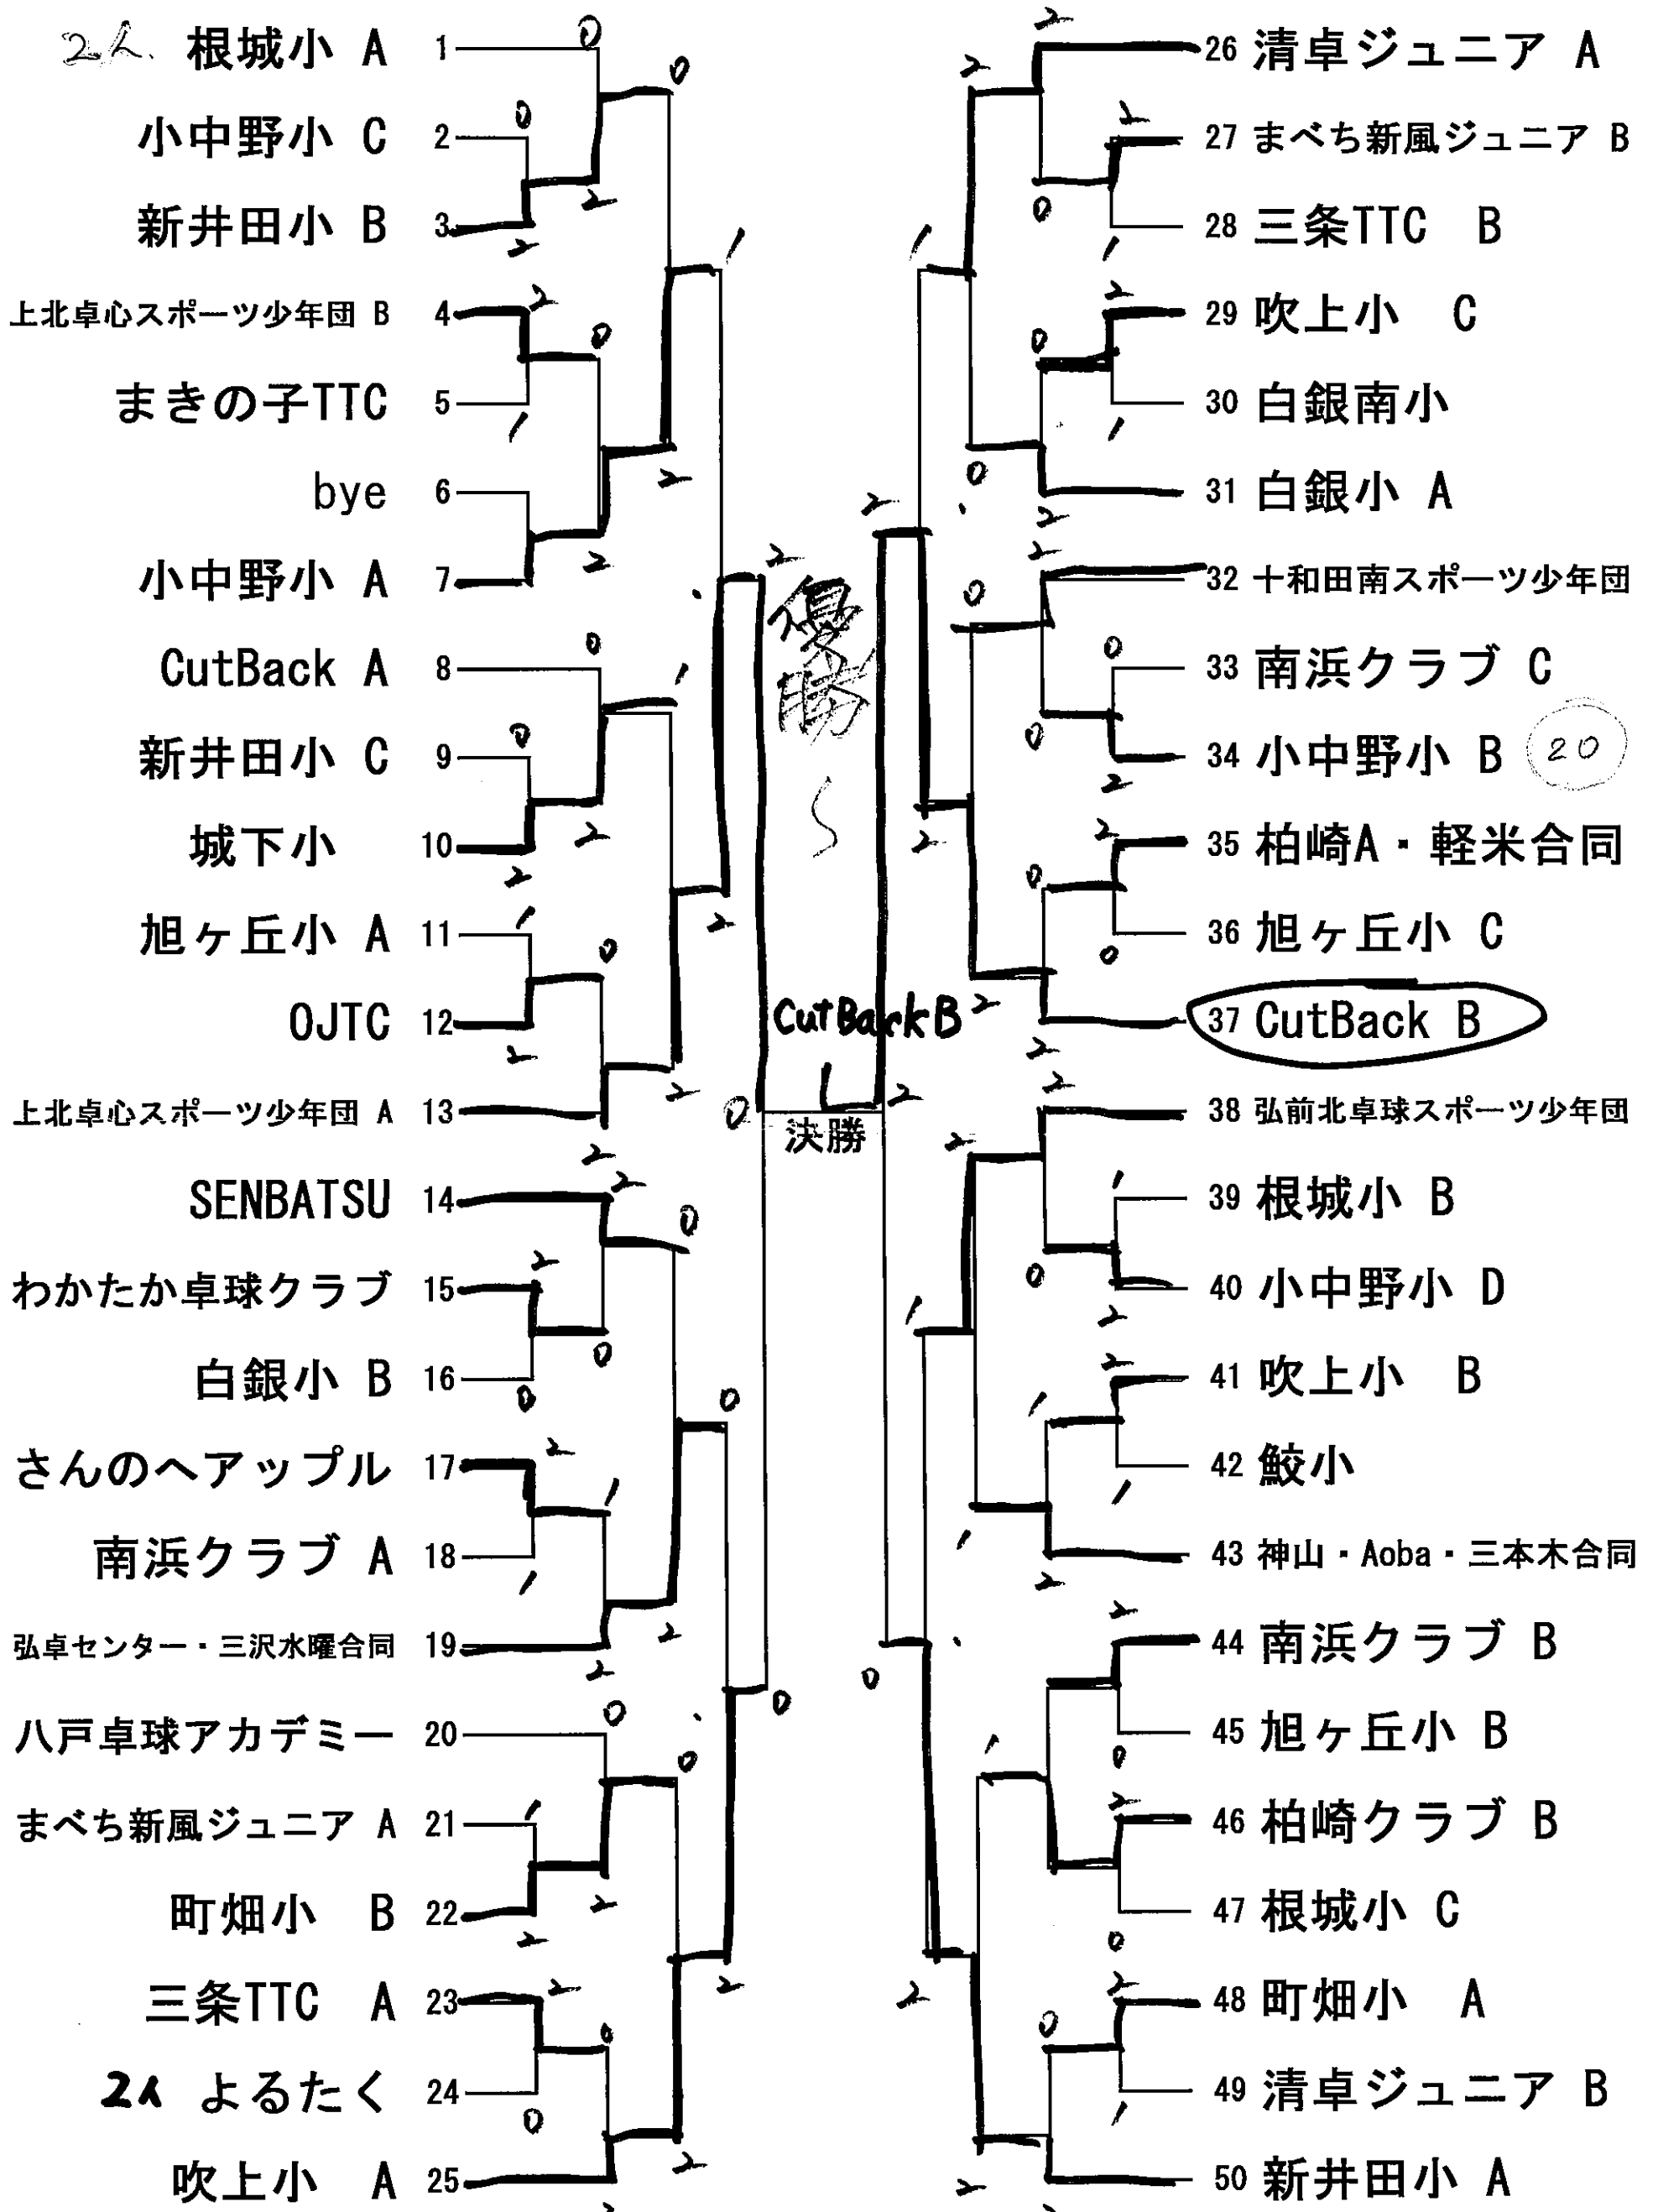 2人 根城小 A 1
小中野小 C 2
新井田小 B 3
上北卓心スポーツ少年団 B 4
まきの子TTC 5
bye 6
小中野小 A 7
CutBack A 8
新井田小 C 9
城下小 10
旭ヶ丘小 A 11
OJTC 12
上北卓心スポーツ少年団 A 13
SENBATSU 14
わかたか卓球クラブ 15
白銀小 B 16
さんのへアップル 17
南浜クラブ A 18
弘卓センター・三沢水曜合同 19
八戸卓球アカデミー 20
まべち新風ジュニア A 21
町畑小 B 22
三条TTC A 23
2人 よるたく 24
吹上小 A 25
優勝
CutBackB
決勝
26 清卓ジュニア A
27 まべち新風ジュニア B
28 三条TTC B
29 吹上小 C
30 白銀南小
31 白銀小 A
32 十和田南スポーツ少年団
33 南浜クラブ C
34 小中野小 B 20
35 柏崎A・軽米合同
36 旭ヶ丘小 C
37 CutBack B
38 弘前北卓球スポーツ少年団
39 根城小 B
40 小中野小 D
41 吹上小 B
42 鮫小
43 神山・Aoba・三本木合同
44 南浜クラブ B
45 旭ヶ丘小 B
46 柏崎クラブ B
47 根城小 C
48 町畑小 A
49 清卓ジュニア B
50 新井田小 A